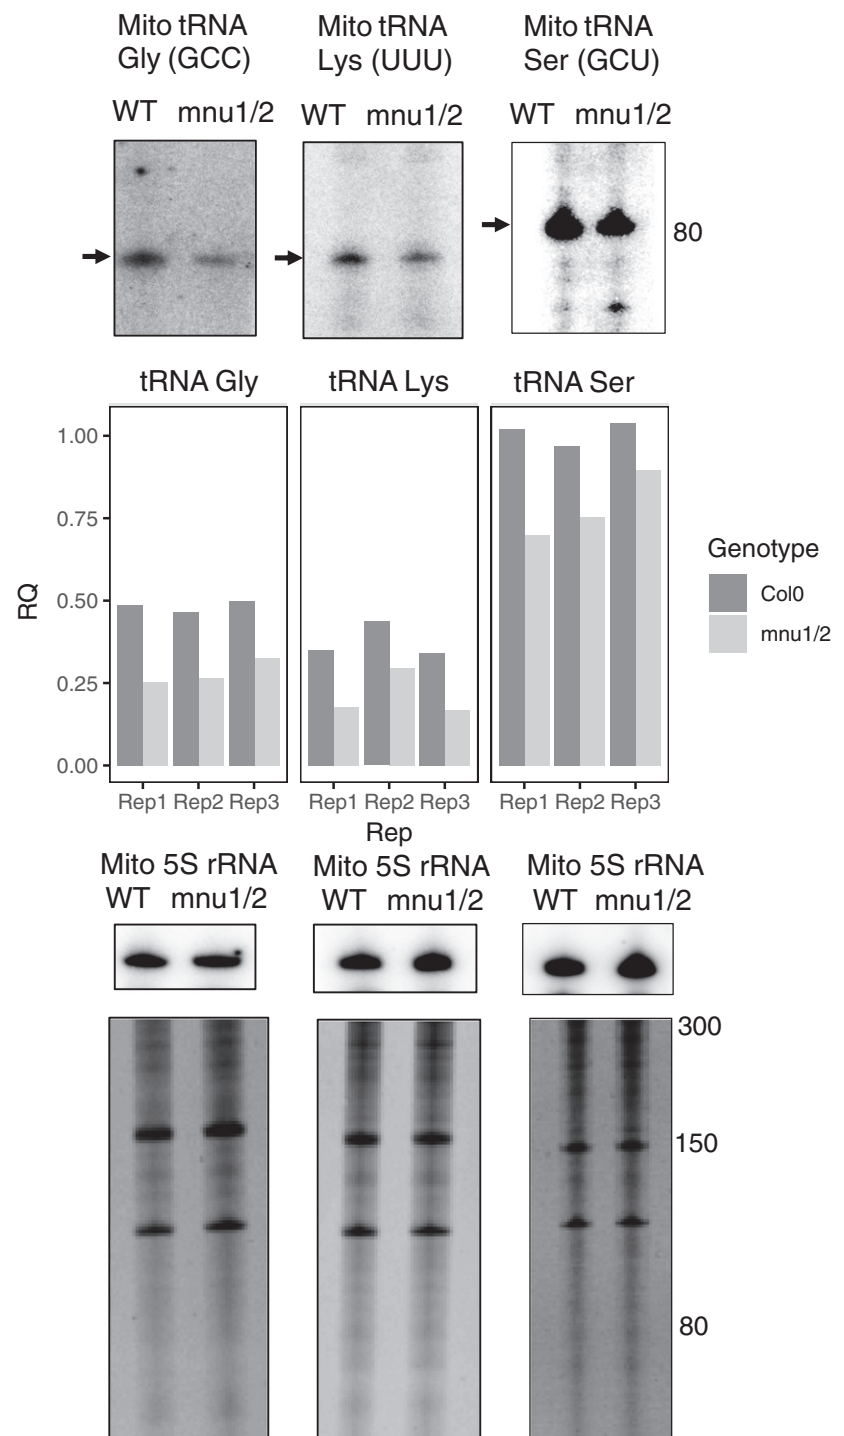 Mito tRNA Gly (GCC)
Mito tRNA Lys (UUU)
Mito tRNA Ser (GCU)
WT mnu1/2
WT mnu1/2
WT mnu1/2
80
tRNA Gly
tRNA Lys
tRNA Ser
1.00
0.75
0.50
0.25
0.00
RQ
Rep1 Rep2 Rep3
Rep1 Rep2 Rep3
Rep1 Rep2 Rep3
Rep
Genotype
Col0
mnu1/2
Mito 5S rRNA
WT mnu1/2
Mito 5S rRNA
WT mnu1/2
Mito 5S rRNA
WT mnu1/2
300
150
80